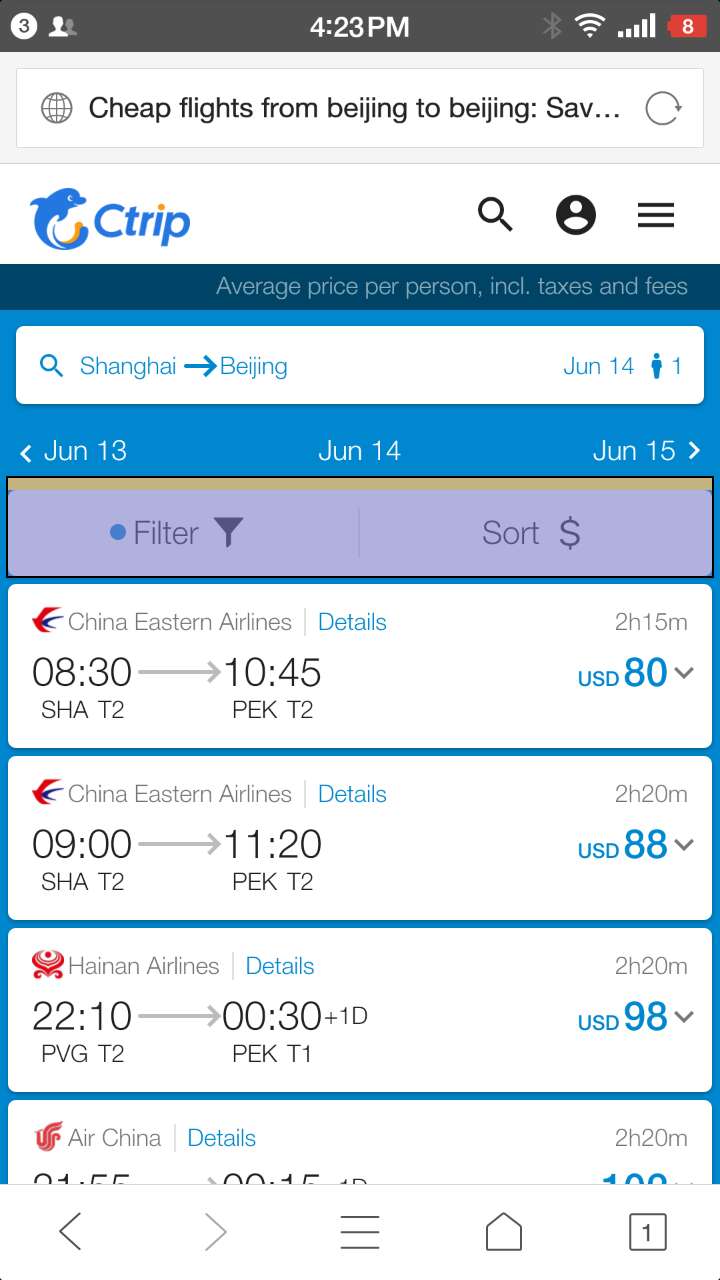 3
4:23PM
8
Cheap flights from beijing to beijing: Sav...
Ctrip
Average price per person, incl. taxes and fees
Shanghai Beijing Jun 14 1
Jun 13 Jun 14 Jun 15
Filter Sort $
China Eastern Airlines Details 2h15m
08:30 10:45 USD 80
SHA T2 PEK T2
China Eastern Airlines Details 2h20m
09:00 11:20 USD 88
SHA T2 PEK T2
Hainan Airlines Details 2h20m
22:10 00:30 +1D USD 98
PVG T2 PEK T1
Air China Details 2h20m
1